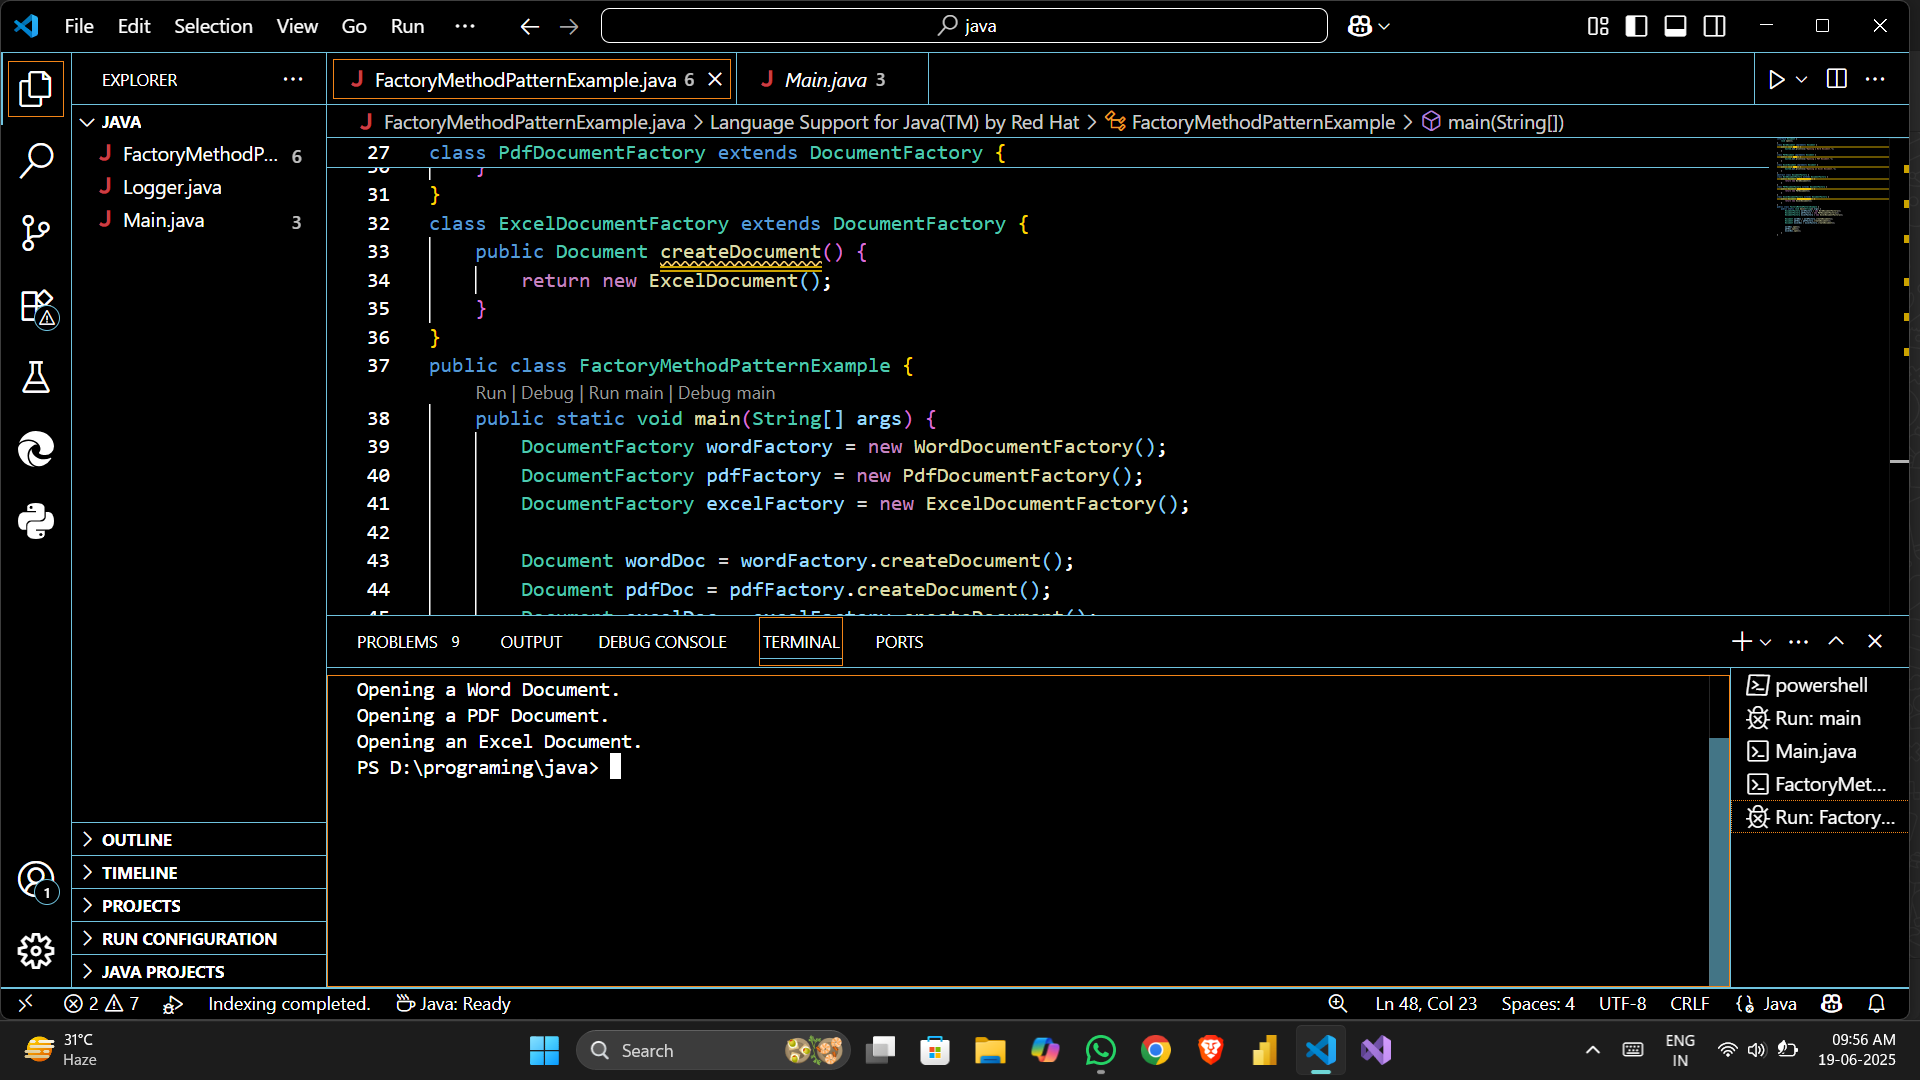 File Edit Selection View Go Run ··· java
EXPLORER ···
JAVA
FactoryMethodP... 6
Logger.java
Main.java 3
OUTLINE
TIMELINE
PROJECTS
RUN CONFIGURATION
JAVA PROJECTS
FactoryMethodPatternExample.java 6 Main.java 3
FactoryMethodPatternExample.java > Language Support for Java(TM) by Red Hat > FactoryMethodPatternExample > main(String[])
27 class PdfDocumentFactory extends DocumentFactory {
30 }
31 }
32 class ExcelDocumentFactory extends DocumentFactory {
33 public Document createDocument() {
34 return new ExcelDocument();
35 }
36 }
37 public class FactoryMethodPatternExample {
Run | Debug | Run main | Debug main
38 public static void main(String[] args) {
39 DocumentFactory wordFactory = new WordDocumentFactory();
40 DocumentFactory pdfFactory = new PdfDocumentFactory();
41 DocumentFactory excelFactory = new ExcelDocumentFactory();
42
43 Document wordDoc = wordFactory.createDocument();
44 Document pdfDoc = pdfFactory.createDocument();
45 Document excelDoc = excelFactory.createDocument();
PROBLEMS 9 OUTPUT DEBUG CONSOLE TERMINAL PORTS
Opening a Word Document.
Opening a PDF Document.
Opening an Excel Document.
PS D:\programing\java>
powershell
Run: main
Main.java
FactoryMet...
Run: Factory...
1
2 7 Indexing completed. Java: Ready Ln 48, Col 23 Spaces: 4 UTF-8 CRLF Java
31°C
Haze
Search
ENG
IN
09:56 AM
19-06-2025